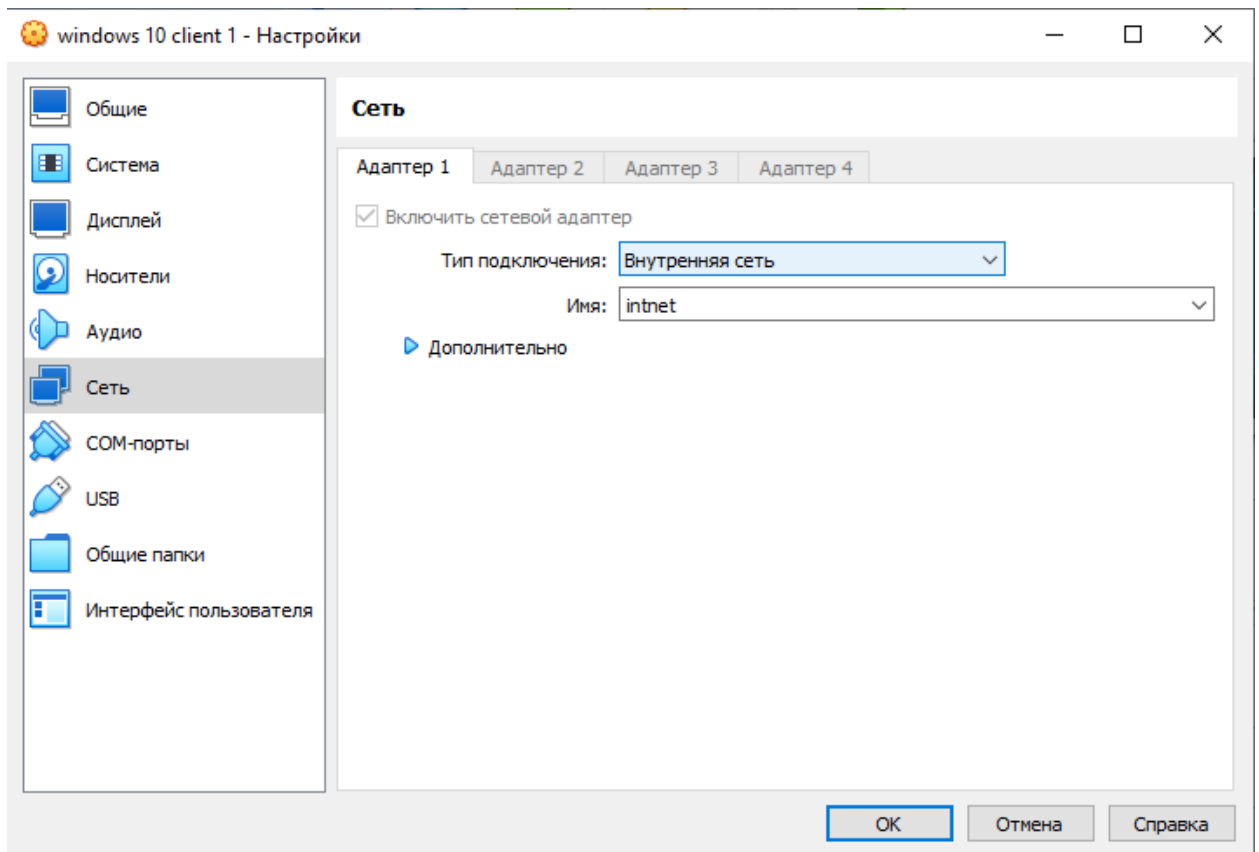 windows 10 client 1 - Настройки
Общие
Система
Дисплей
Носители
Аудио
Сеть
COM-порты
USB
Общие папки
Интерфейс пользователя
Сеть
Адаптер 1 Адаптер 2 Адаптер 3 Адаптер 4
Включить сетевой адаптер
Тип подключения: Внутренняя сеть
Имя: intnet
Дополнительно
OK Отмена Справка